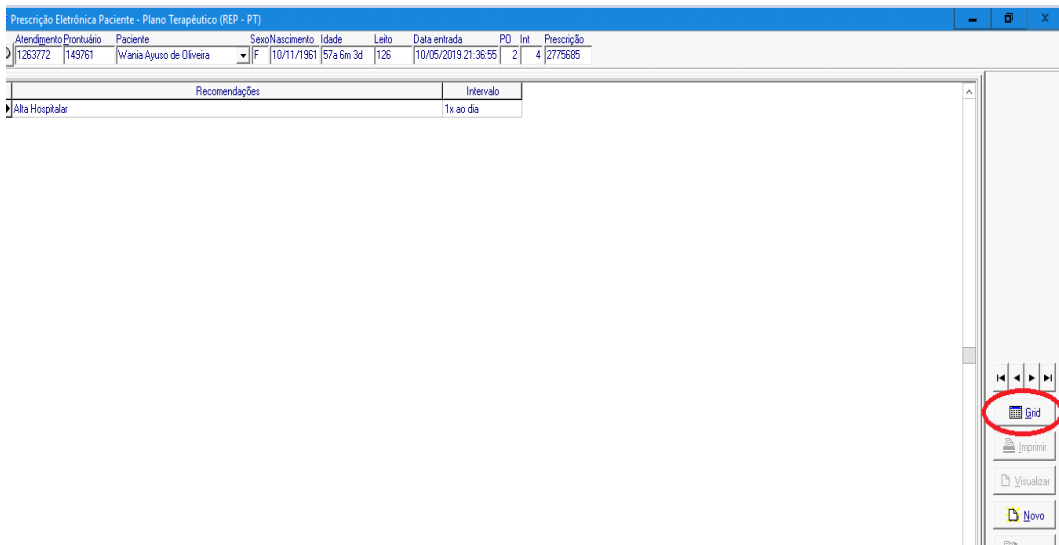 Prescrição Eletrônica Paciente - Plano Terapêutico (REP - PT)
Atendimento Prontuário Paciente Sexo Nascimento Idade Leito Data entrada PO Int Prescrição
1263772 149761 Wania Ayuso de Oliveira F 10/11/1961 57a 6m 3d 126 10/05/2019 21:36:55 2 4 2775685
Recomendações Intervalo
Alta Hospitalar 1x ao dia
Grid
Imprimir
Visualizar
Novo